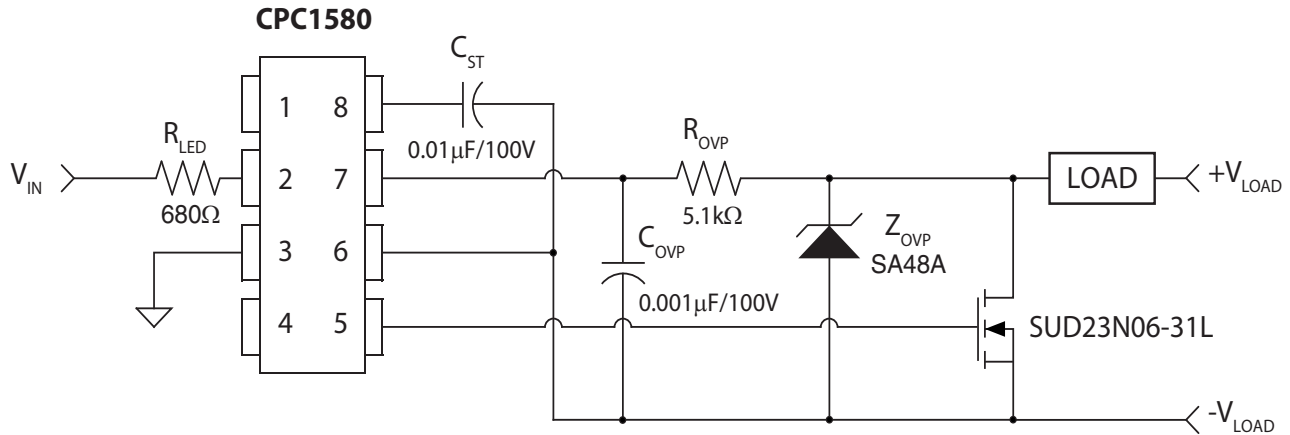 CPC1580
C_ST
0.01μF/100V
R_LED
680Ω
V_IN
1 8
2 7
3 6
4 5
R_OVP
5.1kΩ
C_OVP
0.001μF/100V
Z_OVP
SA48A
LOAD
+V_LOAD
SUD23N06-31L
-V_LOAD